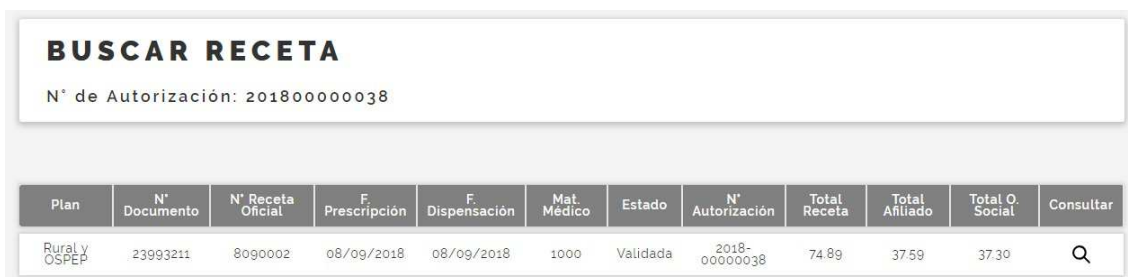 BUSCAR RECETA
N° de Autorización: 201800000038
Plan N° Documento N° Receta Oficial F. Prescripción F. Dispensación Mat. Médico Estado N° Autorización Total Receta Total Afiliado Total O. Social Consultar
Rural y OSPEP 23993211 8090002 08/09/2018 08/09/2018 1000 Validada 2018-00000038 74.89 37.59 37.30